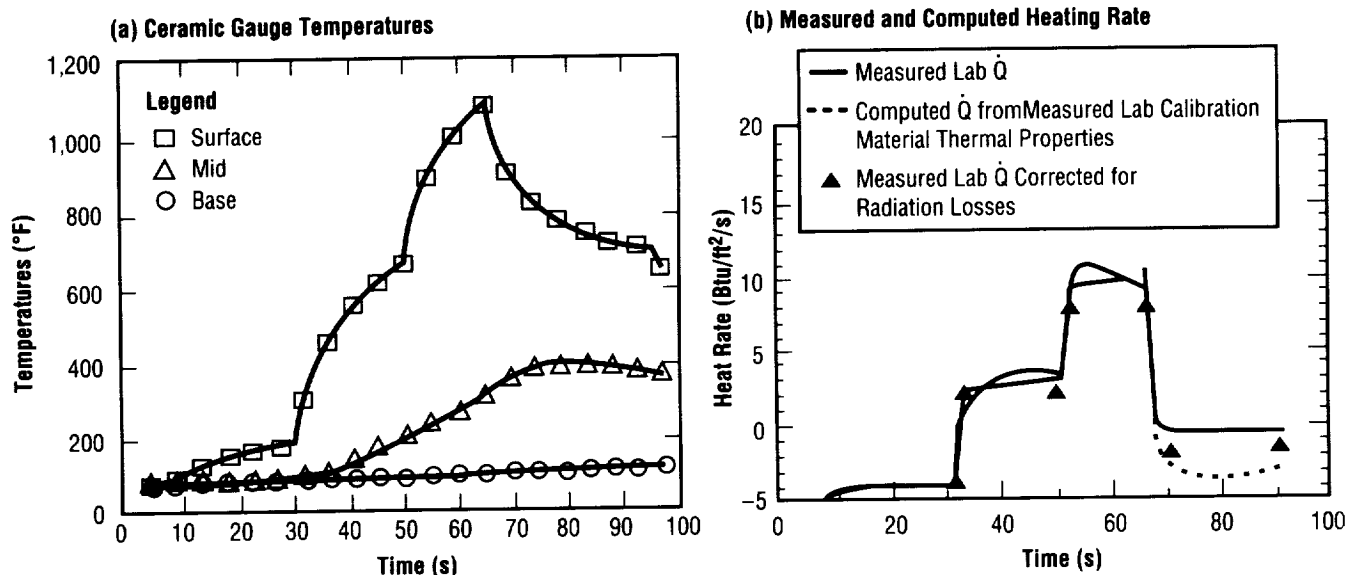 (a) Ceramic Gauge Temperatures
1,200
1,000
800
600
400
200
0
Temperatures (°F)
Legend
Surface
Mid
Base
0 10 20 30 40 50 60 70 80 90 100
Time (s)
(b) Measured and Computed Heating Rate
Measured Lab Q̇
Computed Q̇ fromMeasured Lab Calibration
Material Thermal Properties
Measured Lab Q̇ Corrected for
Radiation Losses
20
15
10
5
0
−5
Heat Rate (Btu/ft²/s)
0 20 40 60 80 100
Time (s)